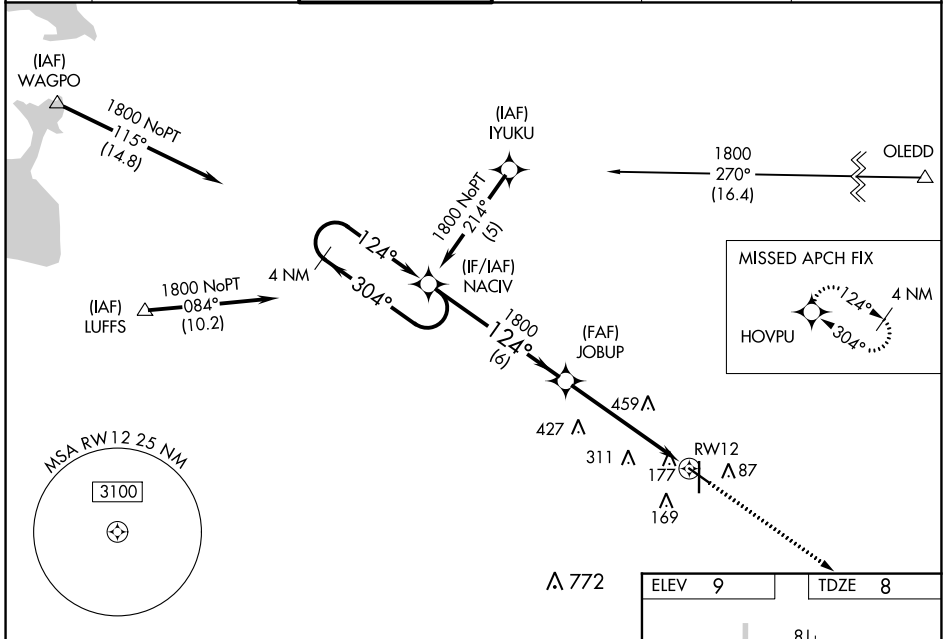 (IAF)
WAGPO
1800 NoPT
115°
(14.8)
(IAF)
IYUKU
1800 NoPT
214°
(5)
1800
270°
(16.4)
OLEDD
124°
304°
4 NM
(IF/IAF)
NACIV
(IAF)
LUFFS
1800 NoPT
084°
(10.2)
MISSED APCH FIX
HOVPU
124°
304°
4 NM
1800
124°
(6)
(FAF)
JOBUP
459
427
311
177
RW12
87
169
MSA RW12 25 NM
3100
772
ELEV 9
TDZE 8